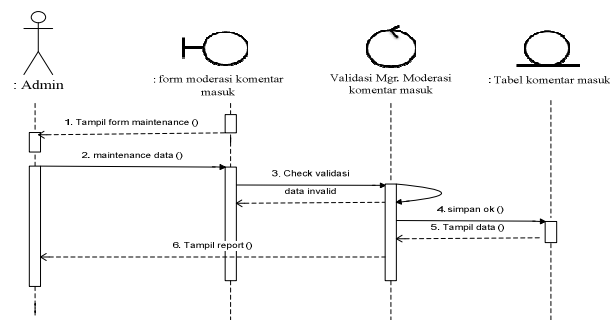 : Admin
: form moderasi komentar
masuk
Validasi Mgr. Moderasi
komentar masuk
: Tabel komentar masuk
1. Tampil form maintenance ()
2. maintenance data ()
3. Check validasi
data invalid
4. simpan ok ()
5. Tampil data ()
6. Tampil report ()